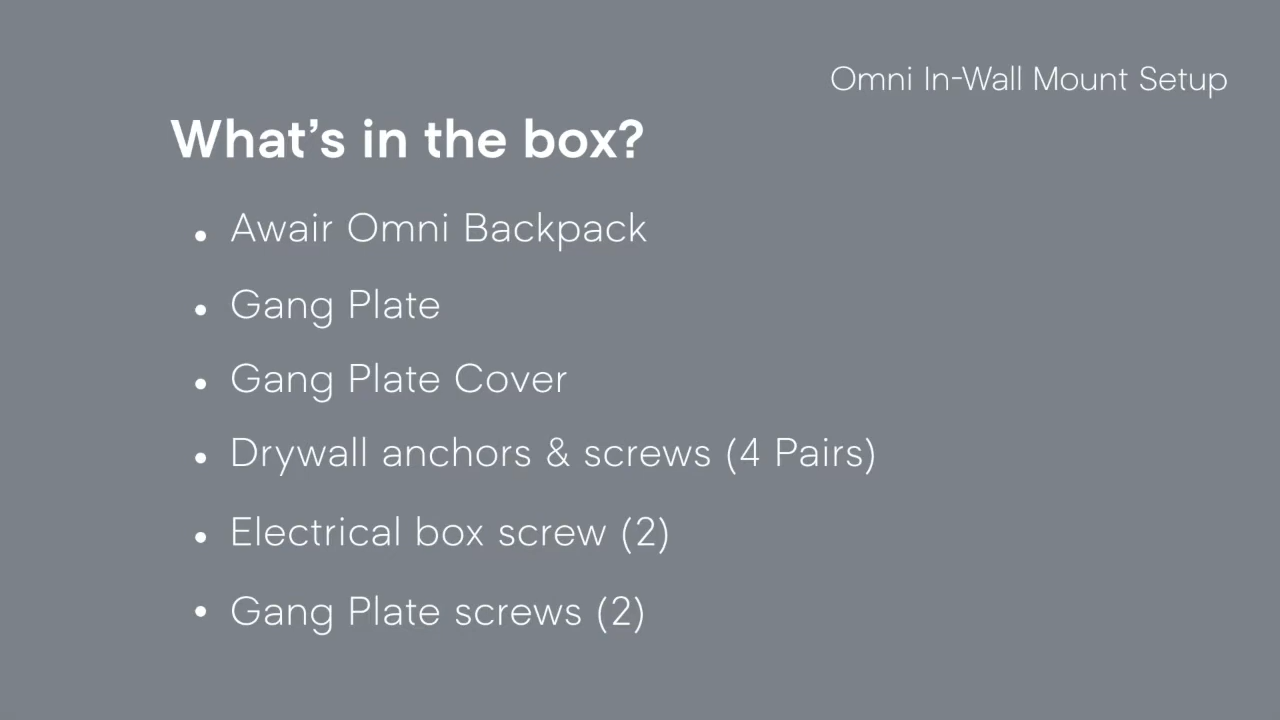 Omni In-Wall Mount Setup
What's in the box?
• Awair Omni Backpack
• Gang Plate
• Gang Plate Cover
• Drywall anchors & screws (4 Pairs)
• Electrical box screw (2)
• Gang Plate screws (2)